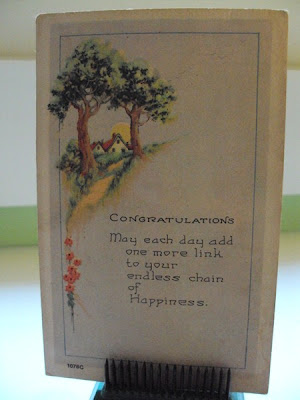 CONGRATULATIONS
May each day add
one more link
to your
endless chain
of
Happiness.
1076C